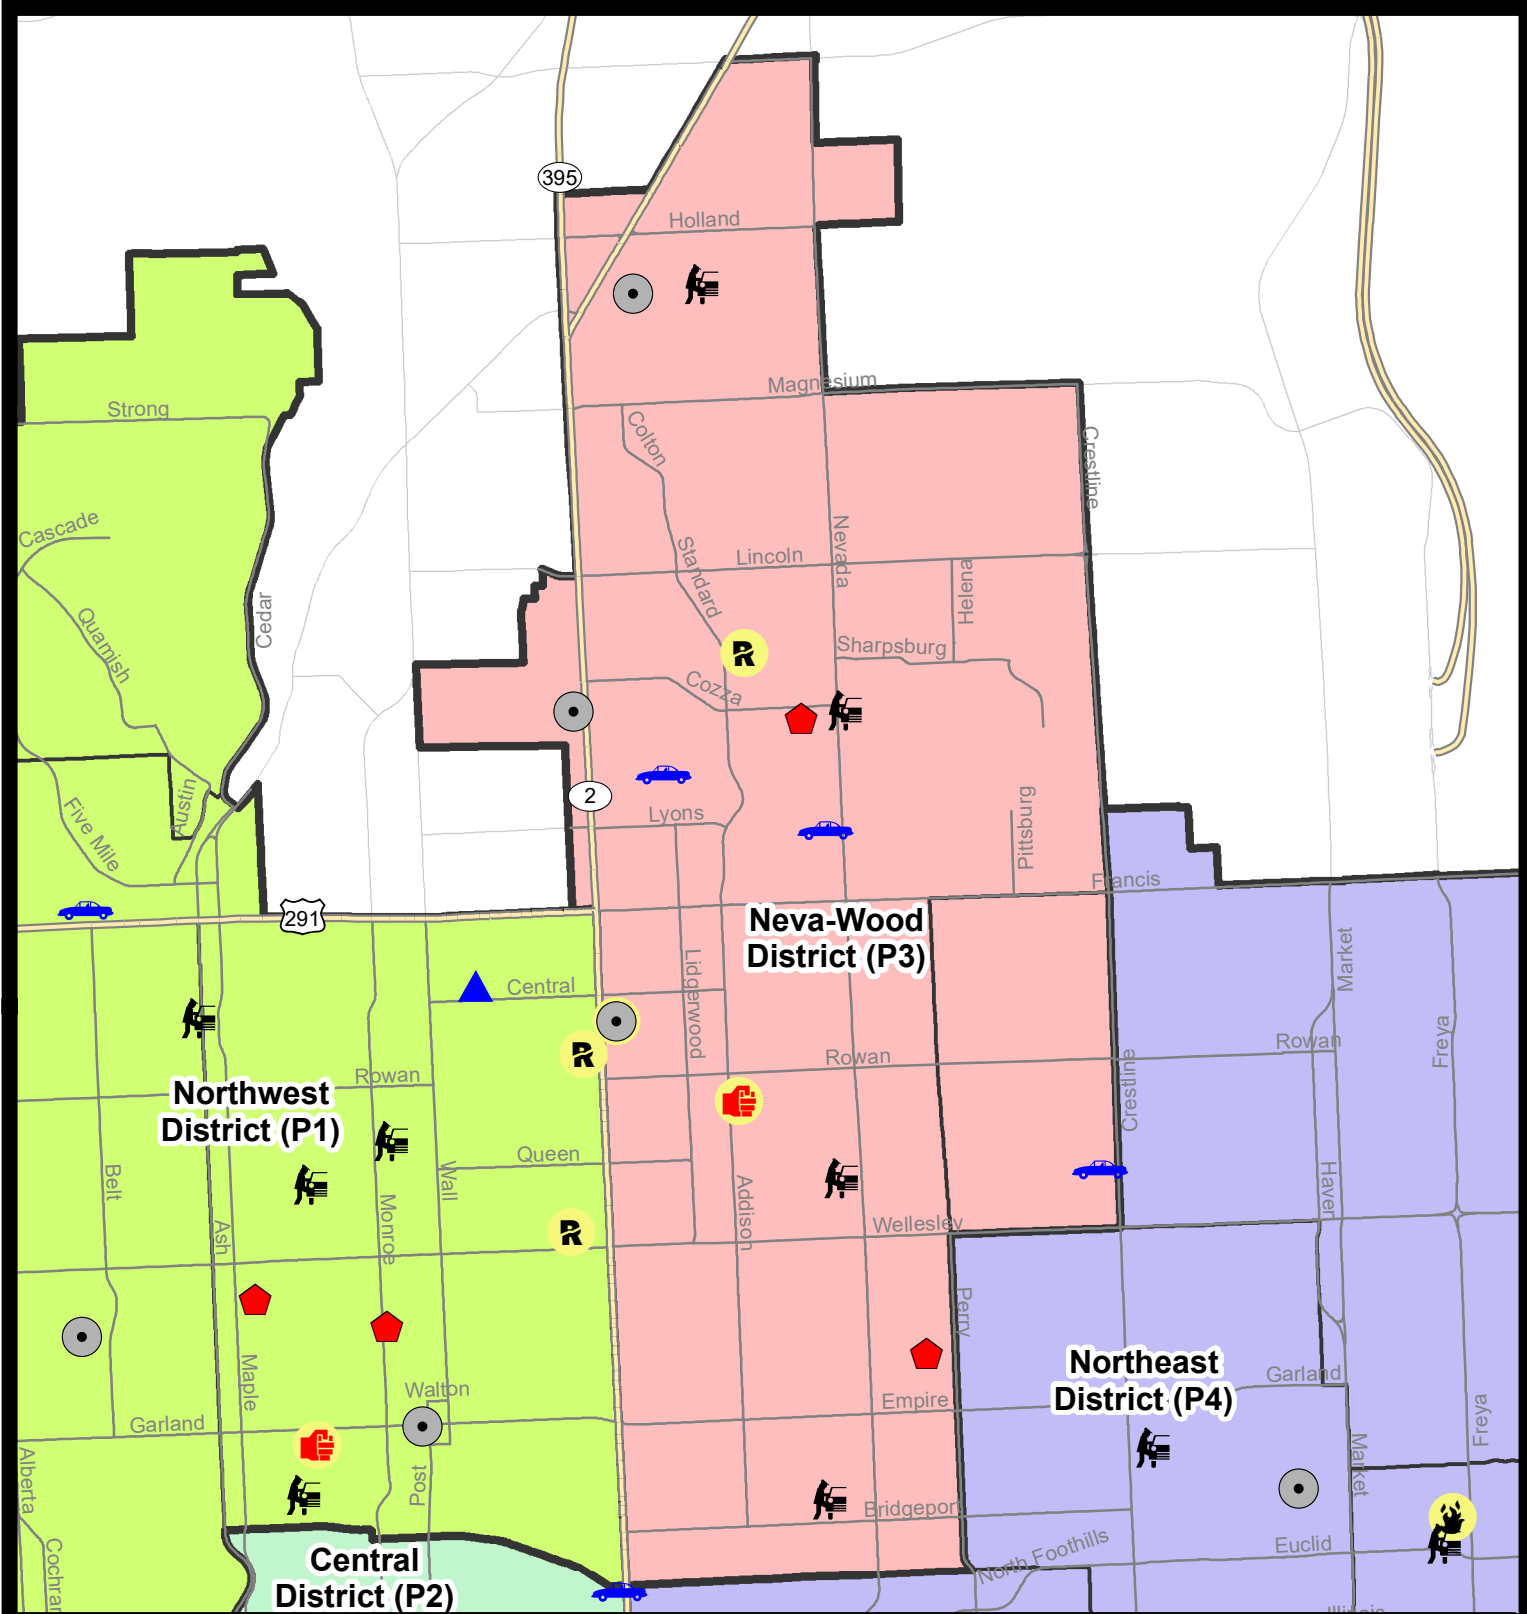 395
Holland
Magnesium
Strong
Colton
Crestline
Cascade
Nevada
Standard
Lincoln
Helena
Cedar
Quamish
Sharpsburg
Cozza
2
Lyons
Austin
Five Mile
Pittsburg
Francis
291
Neva-Wood
District (P3)
Market
Lidgewood
Central
Freya
Rowan
Rowan
Rowan
Crestline
Northwest
District (P1)
Queen
Belt
Wall
Haven
Addison
Monroe
Ash
Wellesley
Perry
Northeast
District (P4)
Maple
Walton
Garland
Empire
Garland
Freya
Alberta
Post
Market
Bridgeport
North Foothills
Euclid
Cochran
Central
District (P2)